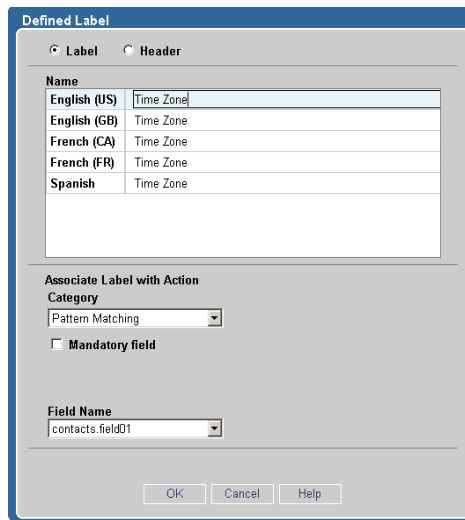 Defined Label
Label Header
Name
English (US) Time Zone
English (GB) Time Zone
French (CA) Time Zone
French (FR) Time Zone
Spanish Time Zone
Associate Label with Action
Category
Pattern Matching
Mandatory field
Field Name
contacts.field01
OK Cancel Help